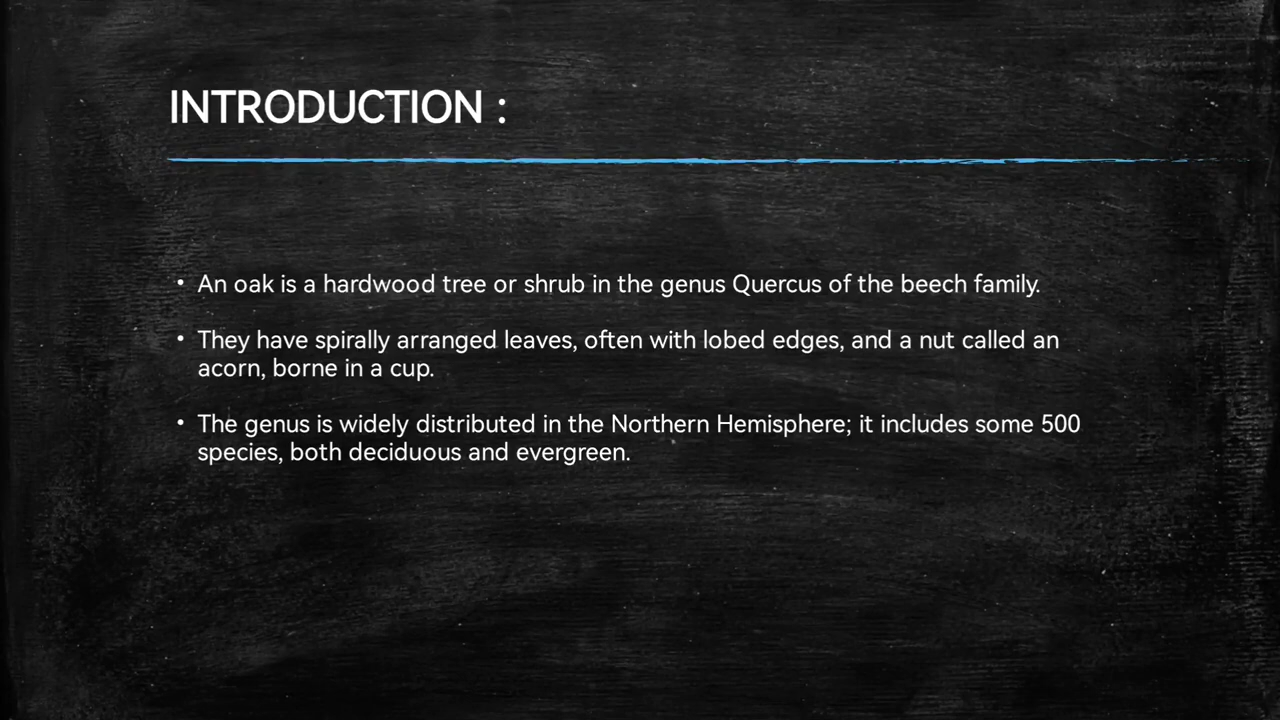 INTRODUCTION :
• An oak is a hardwood tree or shrub in the genus Quercus of the beech family.
• They have spirally arranged leaves, often with lobed edges, and a nut called an
acorn, borne in a cup.
• The genus is widely distributed in the Northern Hemisphere; it includes some 500
species, both deciduous and evergreen.